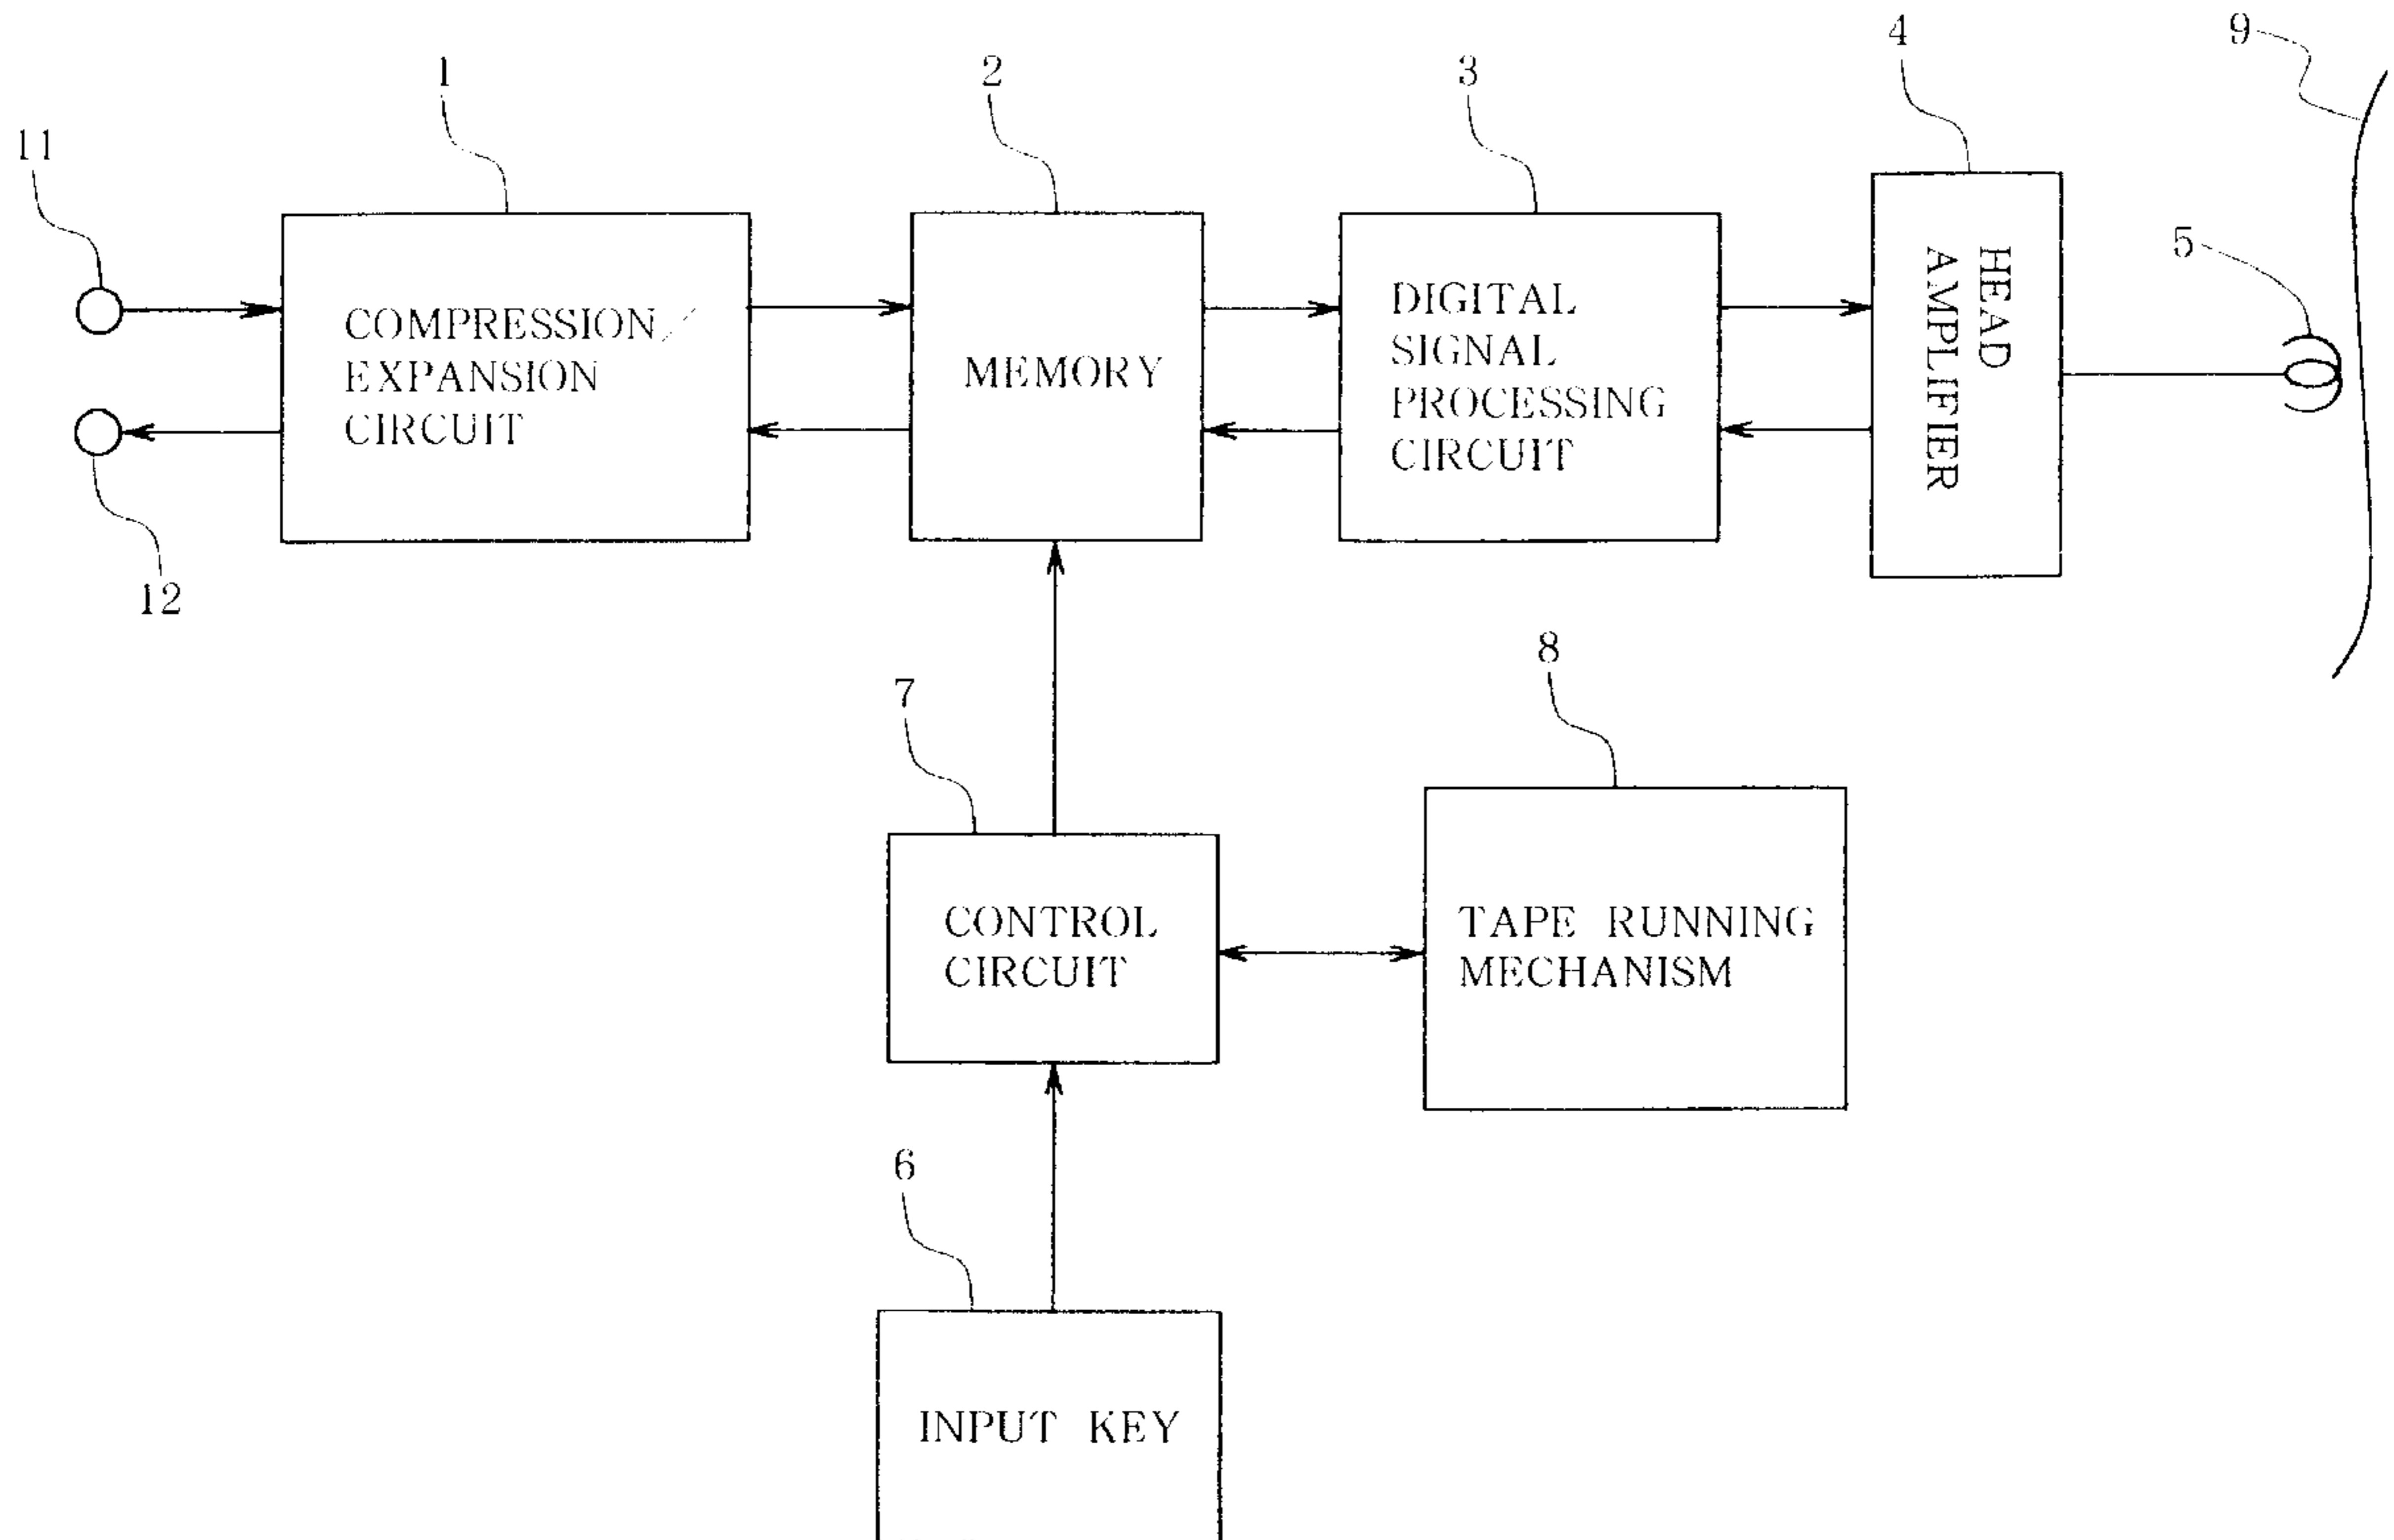 1
2
3
4
9
11
5
COMPRESSION/
EXPANSION
CIRCUIT
MEMORY
DIGITAL
SIGNAL
PROCESSING
CIRCUIT
HEAD
AMPLIFIER
12
7
8
CONTROL
CIRCUIT
TAPE RUNNING
MECHANISM
6
INPUT KEY